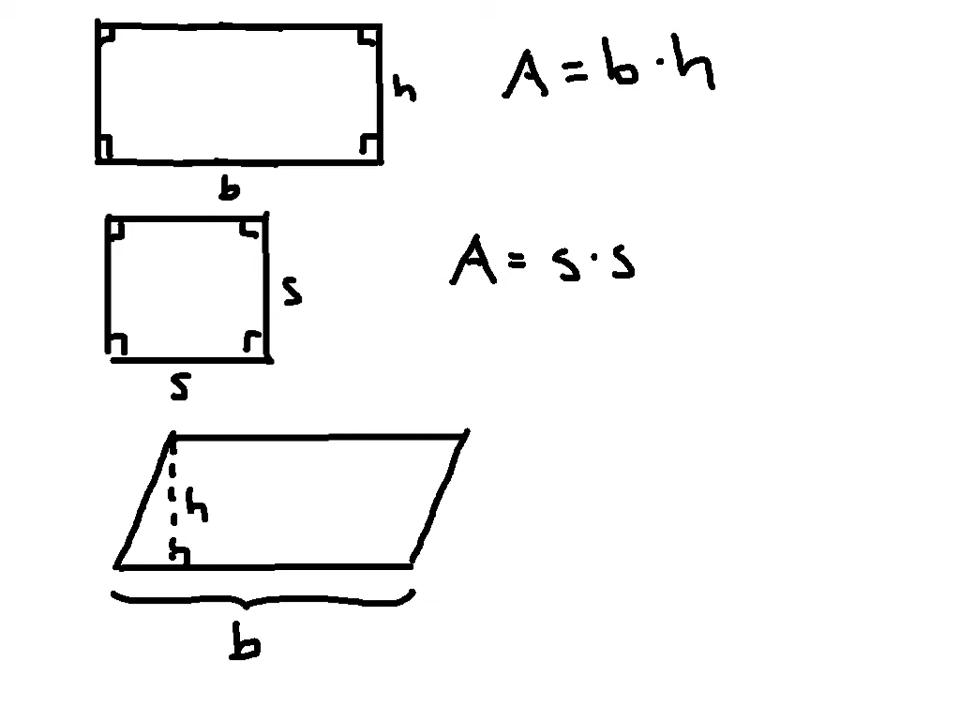 h
A = b · h
b
s
A = s · s
s
h
b